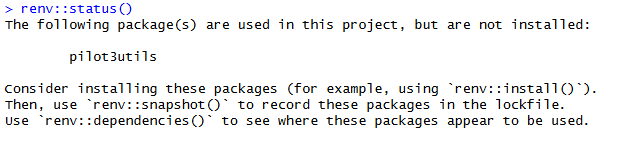 > renv::status()
The following package(s) are used in this project, but are not installed:
pilot3utils
Consider installing these packages (for example, using `renv::install()`).
Then, use `renv::snapshot()` to record these packages in the lockfile.
Use `renv::dependencies()` to see where these packages appear to be used.